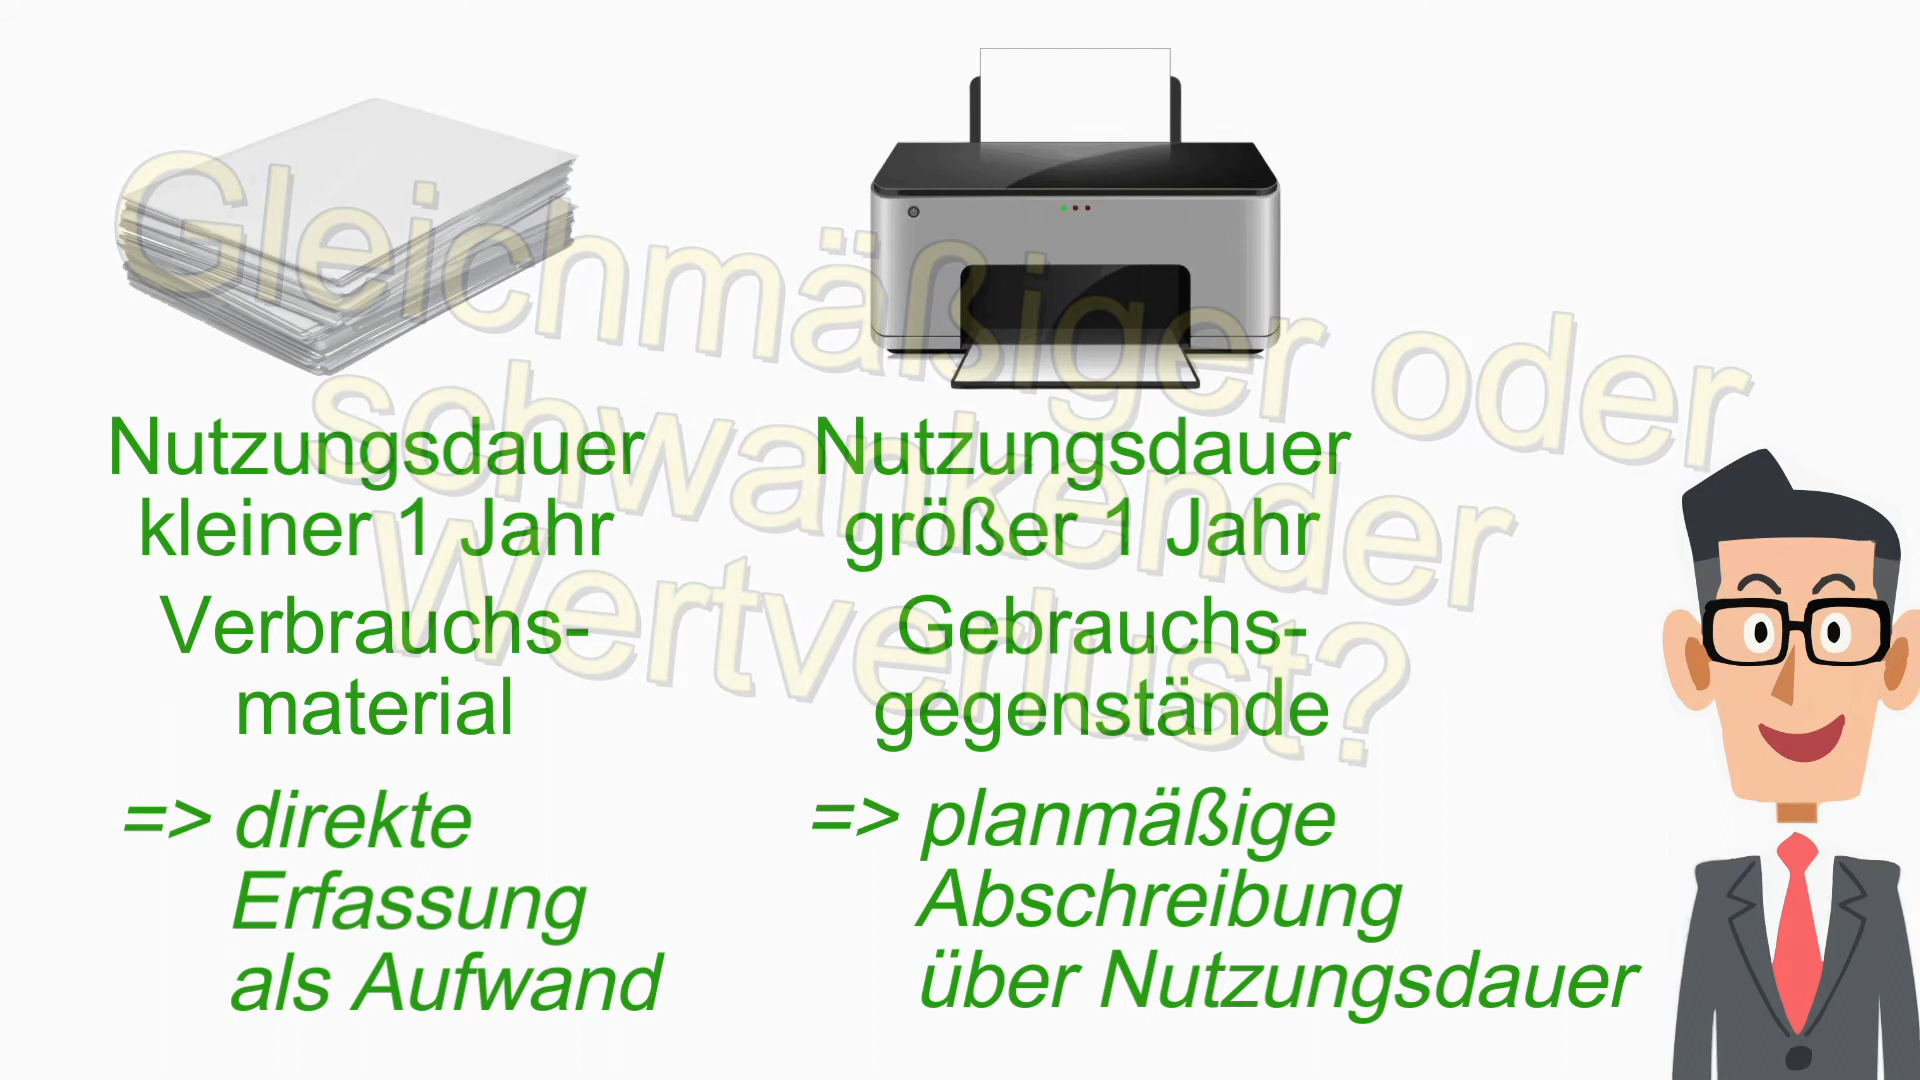 Gleichmäßiger oder
schwankender
Wertverlust?
Nutzungsdauer
kleiner 1 Jahr
Verbrauchs-
material
=> direkte
Erfassung
als Aufwand
Nutzungsdauer
größer 1 Jahr
Gebrauchs-
gegenstände
=> planmäßige
Abschreibung
über Nutzungsdauer